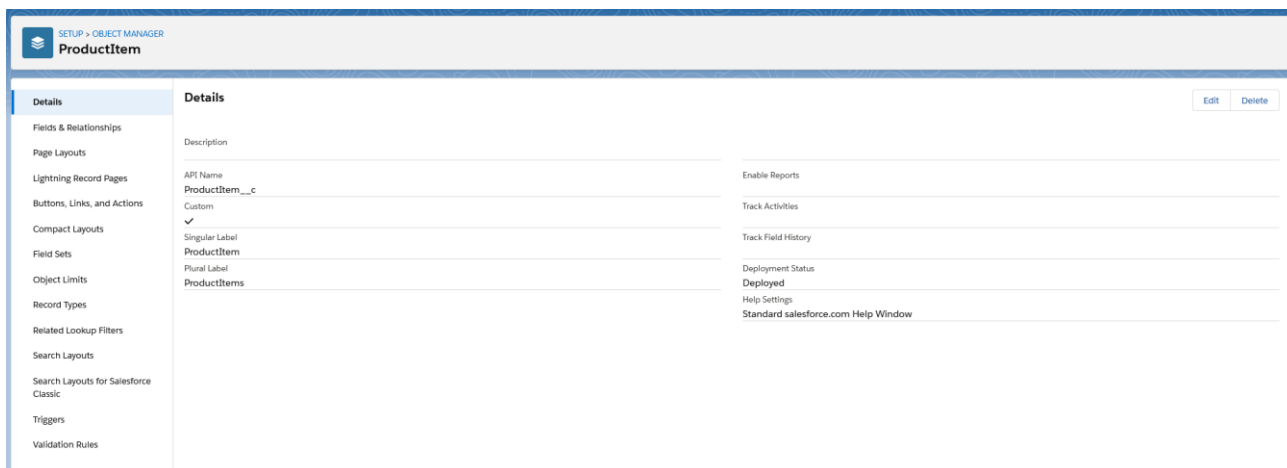 SETUP > OBJECT MANAGER
ProductItem
Details
Fields & Relationships
Page Layouts
Lightning Record Pages
Buttons, Links, and Actions
Compact Layouts
Field Sets
Object Limits
Record Types
Related Lookup Filters
Search Layouts
Search Layouts for Salesforce
Classic
Triggers
Validation Rules
Details
Edit
Delete
Description
API Name
ProductItem__c
Custom
✓
Singular Label
ProductItem
Plural Label
ProductItems
Enable Reports
Track Activities
Track Field History
Deployment Status
Deployed
Help Settings
Standard salesforce.com Help Window